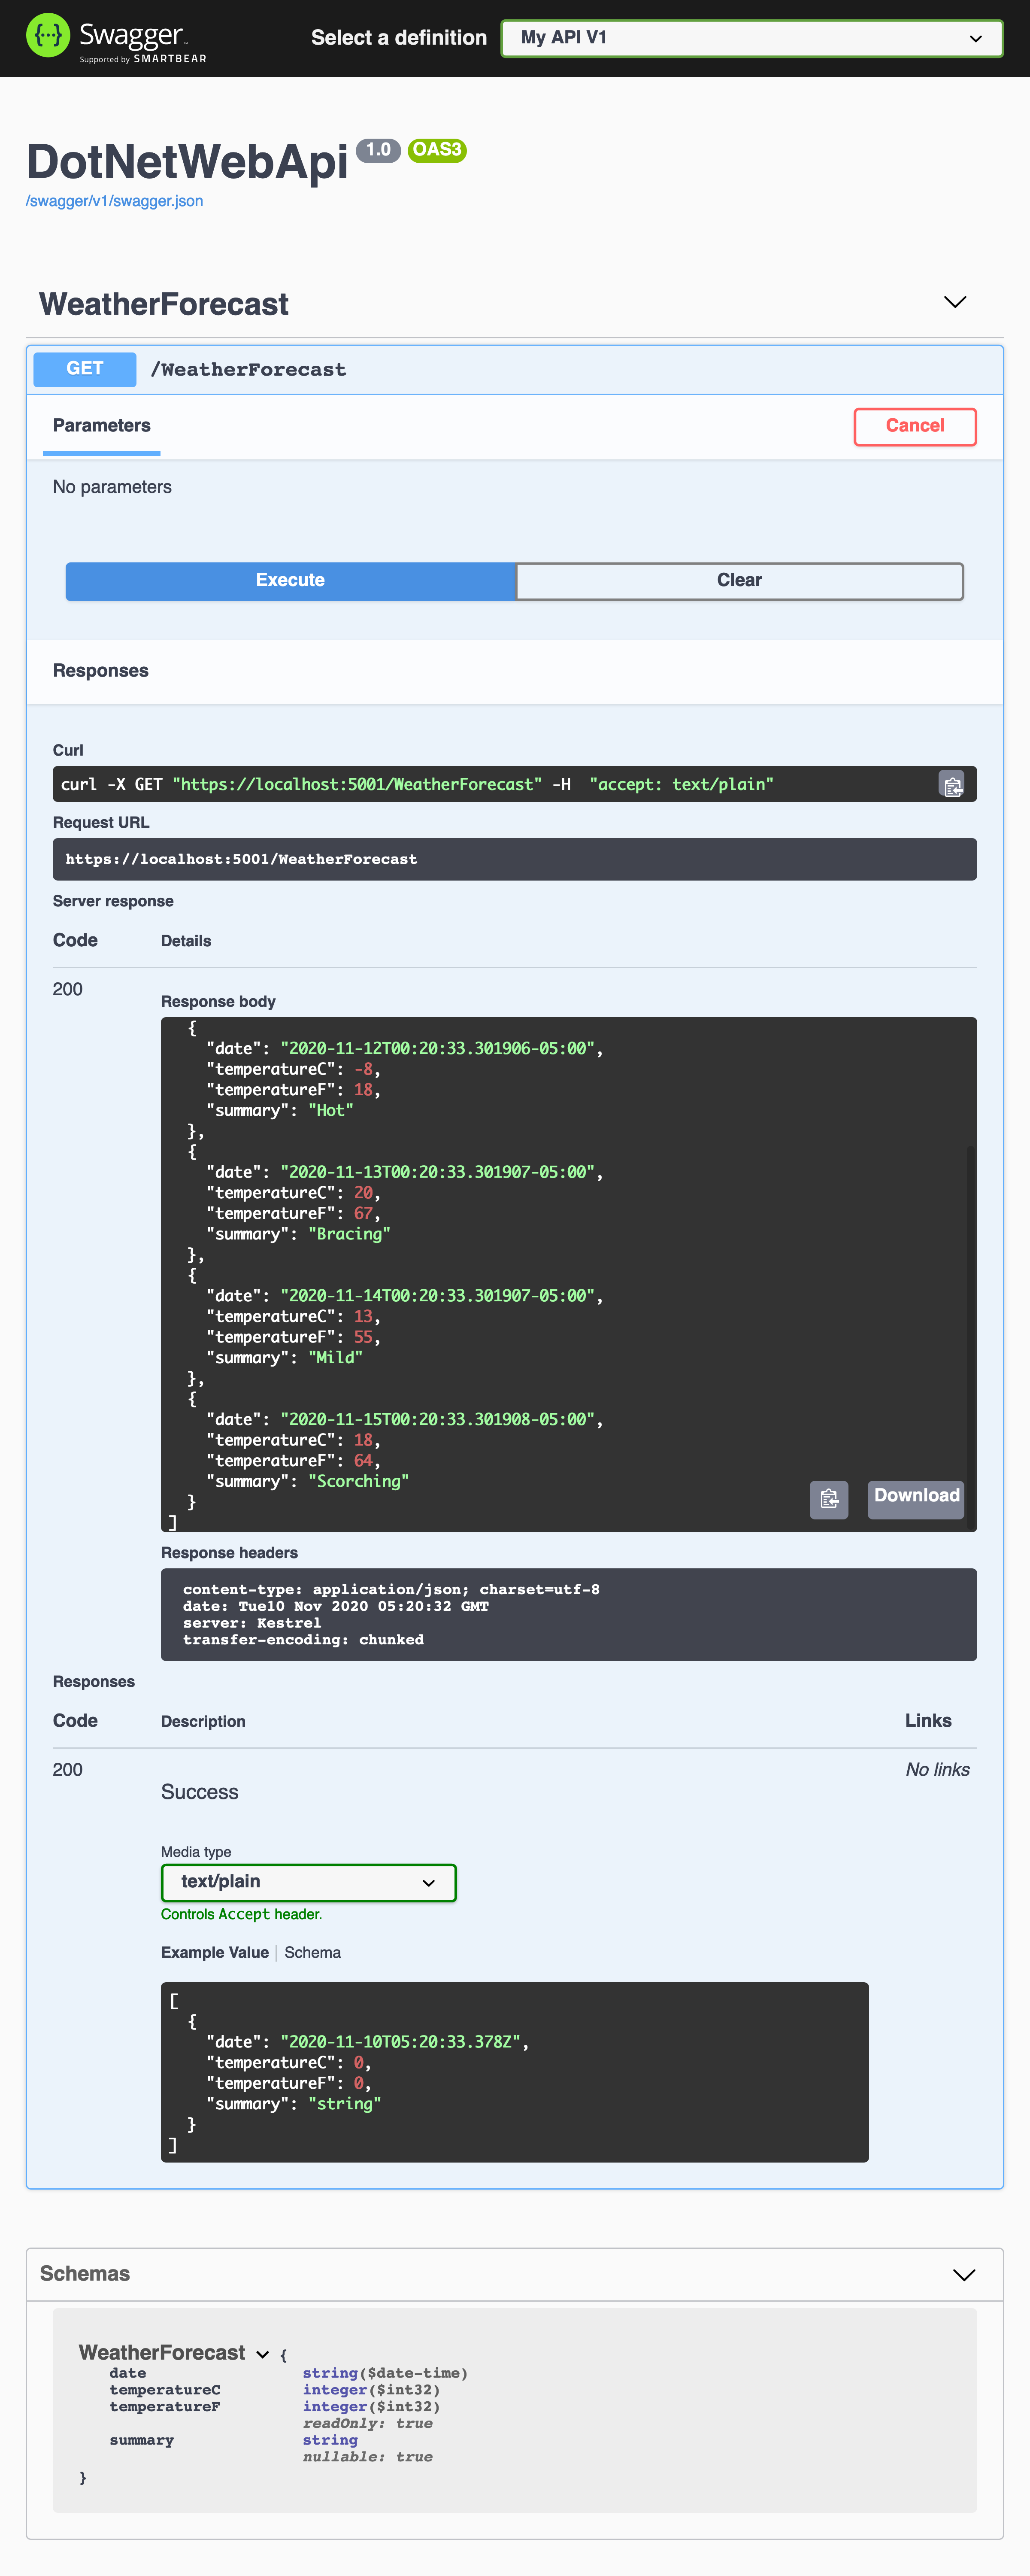 Swagger
Supported by SMARTBEAR
Select a definition
My API V1
DotNetWebApi 1.0 OAS3
/swagger/v1/swagger.json
WeatherForecast
GET /WeatherForecast
Parameters
Cancel
No parameters
Execute
Clear
Responses
Curl
curl -X GET "https://localhost:5001/WeatherForecast" -H  "accept: text/plain"
Request URL
https://localhost:5001/WeatherForecast
Server response
Code Details
200
Response body
{
"date": "2020-11-12T00:20:33.301906-05:00",
"temperatureC": -8,
"temperatureF": 18,
"summary": "Hot"
},
{
"date": "2020-11-13T00:20:33.301907-05:00",
"temperatureC": 20,
"temperatureF": 67,
"summary": "Bracing"
},
{
"date": "2020-11-14T00:20:33.301907-05:00",
"temperatureC": 13,
"temperatureF": 55,
"summary": "Mild"
},
{
"date": "2020-11-15T00:20:33.301908-05:00",
"temperatureC": 18,
"temperatureF": 64,
"summary": "Scorching"
}
]
Download
Response headers
content-type: application/json; charset=utf-8
date: Tue10 Nov 2020 05:20:32 GMT
server: Kestrel
transfer-encoding: chunked
Responses
Code Description Links
200
Success
No links
Media type
text/plain
Controls Accept header.
Example Value Schema
[
{
"date": "2020-11-10T05:20:33.378Z",
"temperatureC": 0,
"temperatureF": 0,
"summary": "string"
}
]
Schemas
WeatherForecast {
date string($date-time)
temperatureC integer($int32)
temperatureF integer($int32)
readOnly: true
summary string
nullable: true
}